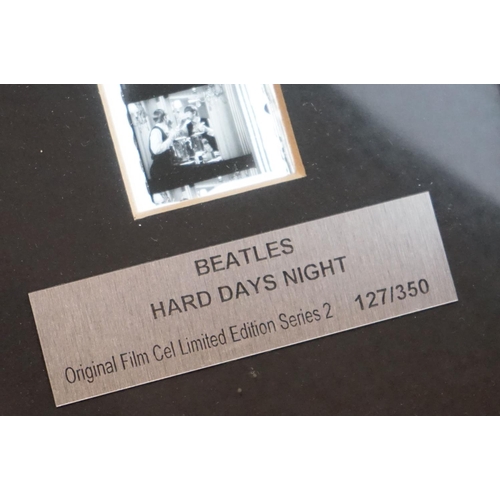 BEATLES
HARD DAYS NIGHT
Original Film Cel Limited Edition Series 2 127/350